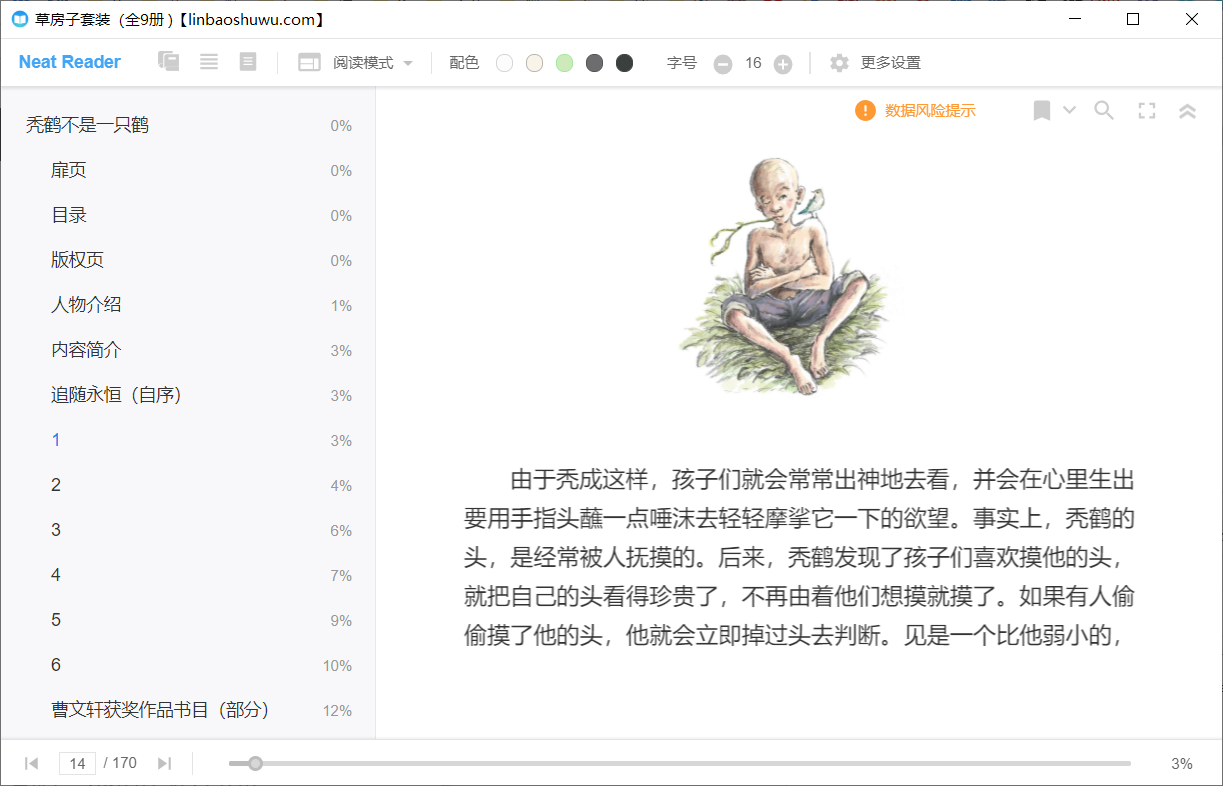 草房子套装（全9册）【linbaoshuwu.com】
Neat Reader 阅读模式 配色 字号 16 更多设置
数据风险提示
秃鹤不是一只鹤 0%
扉页 0%
目录 0%
版权页 0%
人物介绍 1%
内容简介 3%
追随永恒（自序） 3%
1 3%
2 4%
3 6%
4 7%
5 9%
6 10%
曹文轩获奖作品书目（部分） 12%
由于秃成这样，孩子们就会常常出神地去看，并会在心里生出
要用手指头蘸一点唾沫去轻轻摩挲它一下的欲望。事实上，秃鹤的
头，是经常被人抚摸的。后来，秃鹤发现了孩子们喜欢摸他的头，
就把自己的头看得珍贵了，不再由着他们想摸就摸了。如果有人偷
偷摸了他的头，他就会立即掉过头去判断。见是一个比他弱小的，
14 / 170 3%